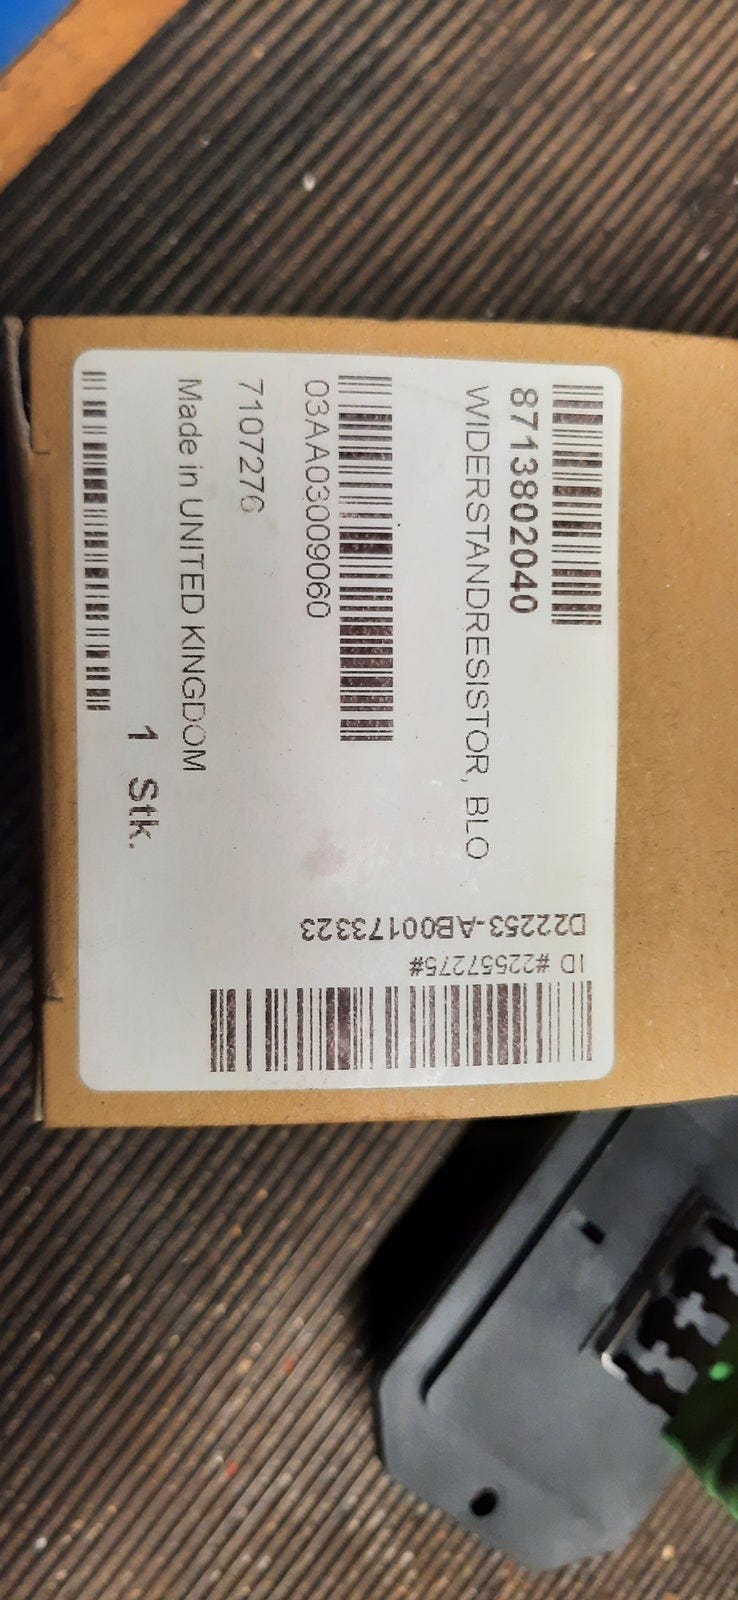 8713802040
WIDERSTANDRESISTOR, BLO
03AA03009060
7107276
Made in UNITED KINGDOM
1 Stk.
D22253-AB00173323
ID #22557275#